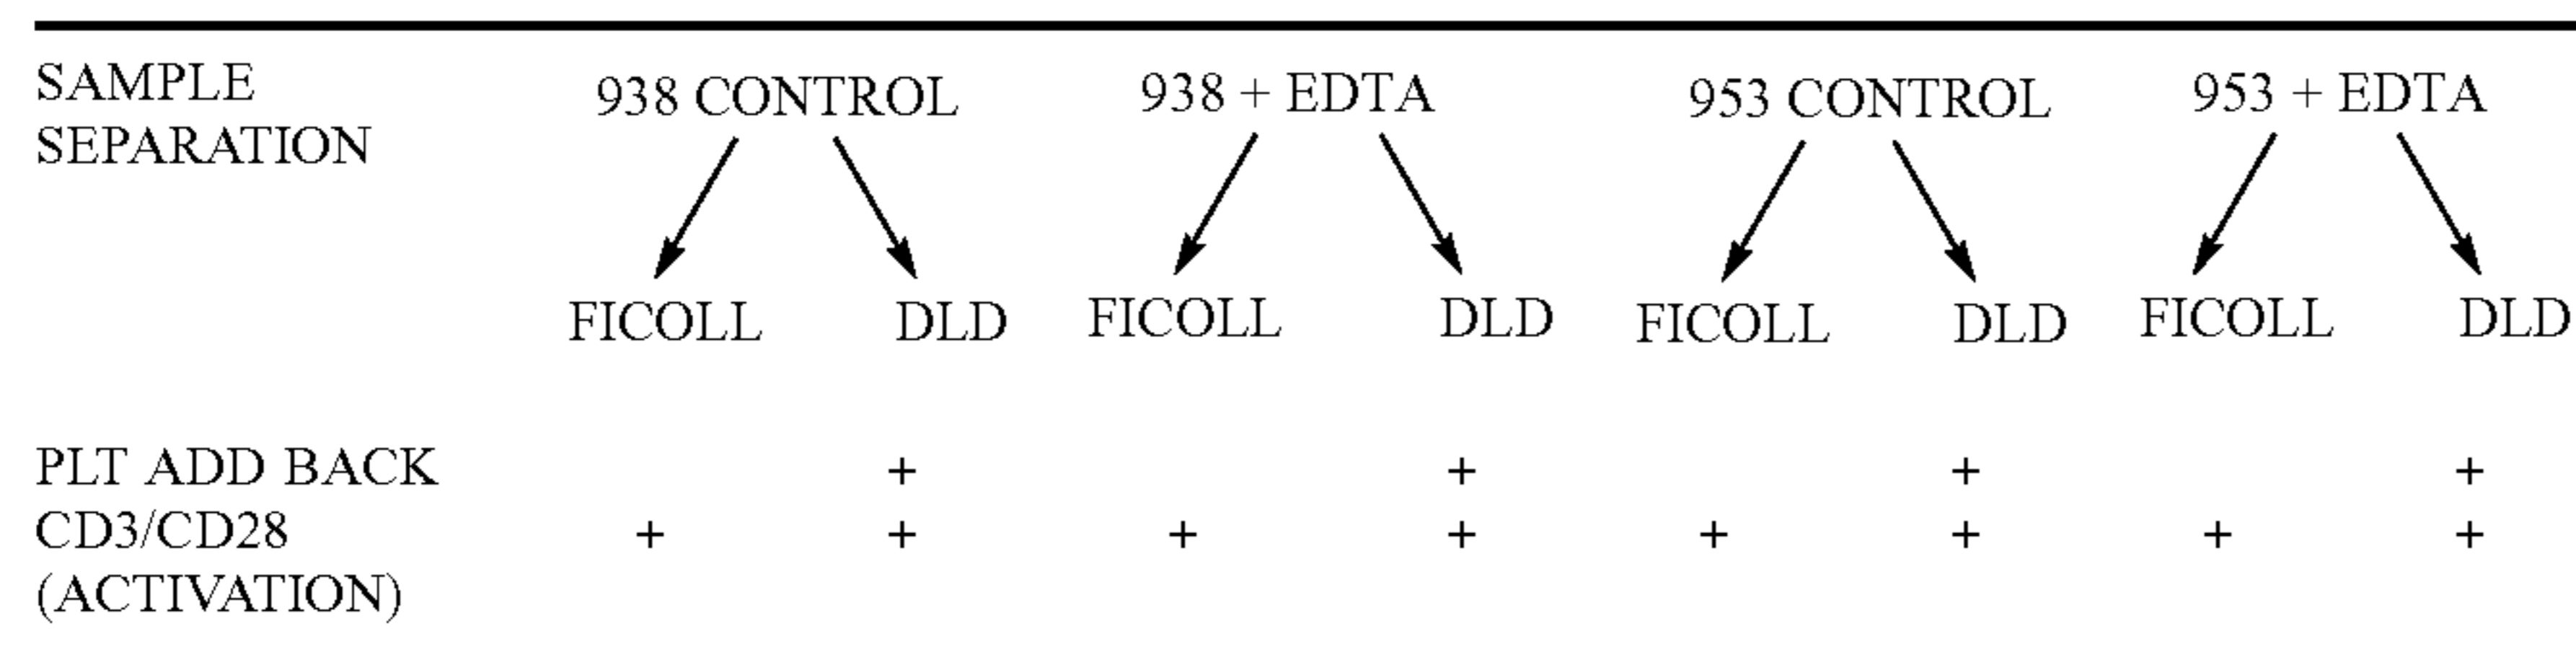 SAMPLE SEPARATION
938 CONTROL 938 + EDTA 953 CONTROL 953 + EDTA
FICOLL DLD FICOLL DLD FICOLL DLD FICOLL DLD
PLT ADD BACK + + + +
CD3/CD28 + + + + + + + +
(ACTIVATION)